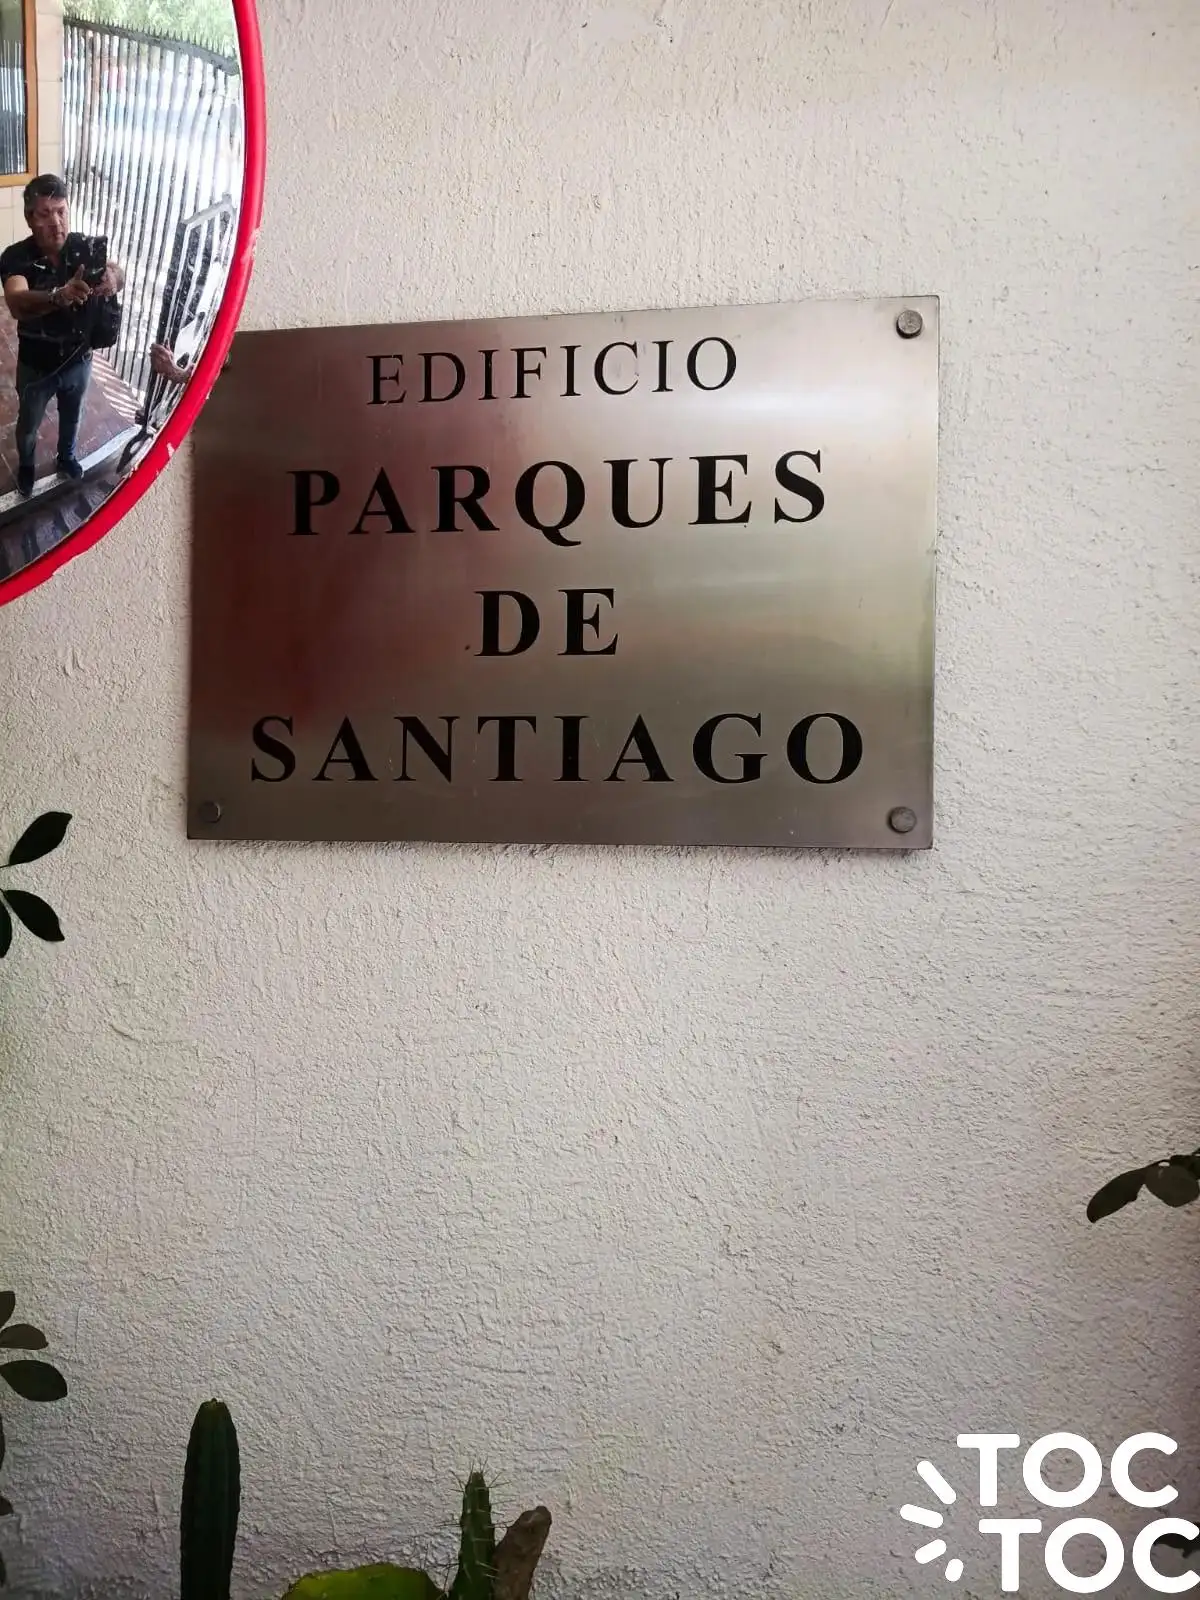 EDIFICIO
PARQUES
DE
SANTIAGO
TOC
TOC